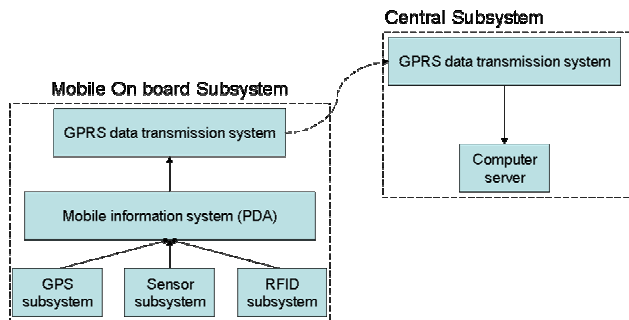 Central Subsystem
GPRS data transmission system
Computer
server
Mobile On board Subsystem
GPRS data transmission system
Mobile information system (PDA)
GPS
subsystem
Sensor
subsystem
RFID
subsystem